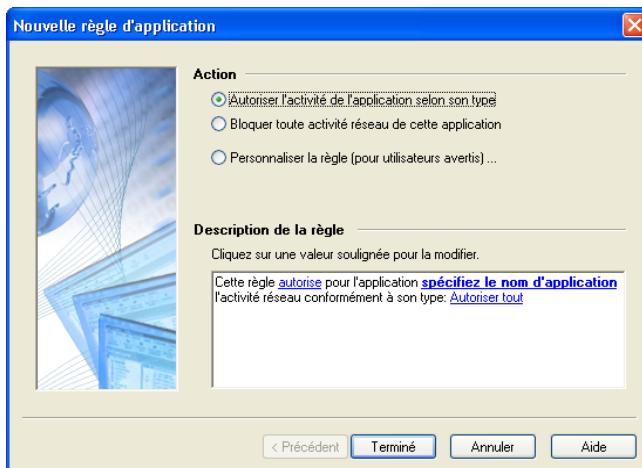 Nouvelle règle d'application
Action
Autoriser l'activité de l'application selon son type
Bloquer toute activité réseau de cette application
Personnaliser la règle (pour utilisateurs avertis) ...
Description de la règle
Cliquez sur une valeur soulignée pour la modifier.
Cette règle autorise pour l'application spécifiez le nom d'application
l'activité réseau conformément à son type: Autoriser tout
< Précédent
Terminé
Annuler
Aide